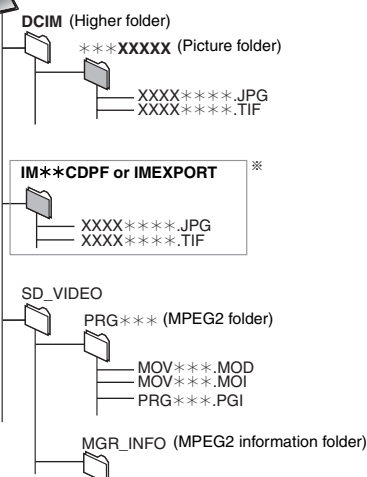 DCIM (Higher folder)
✳✳✳XXXXX (Picture folder)
XXXX✳✳✳✳.JPG
XXXX✳✳✳✳.TIF
IM✳✳CDPF or IMEXPORT ※
XXXX✳✳✳✳.JPG
XXXX✳✳✳✳.TIF
SD_VIDEO
PRG✳✳✳ (MPEG2 folder)
MOV✳✳✳.MOD
MOV✳✳✳.MOI
PRG✳✳✳.PGI
MGR_INFO (MPEG2 information folder)